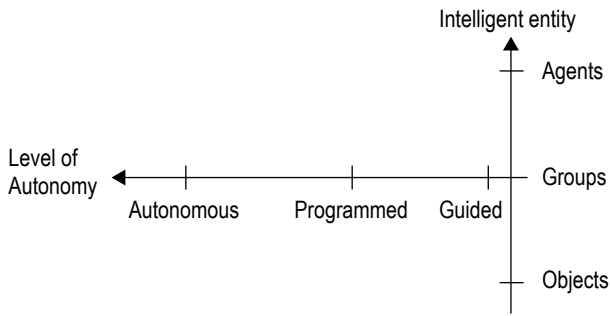 Intelligent entity
Agents
Level of
Autonomy
Groups
Autonomous Programmed Guided
Objects